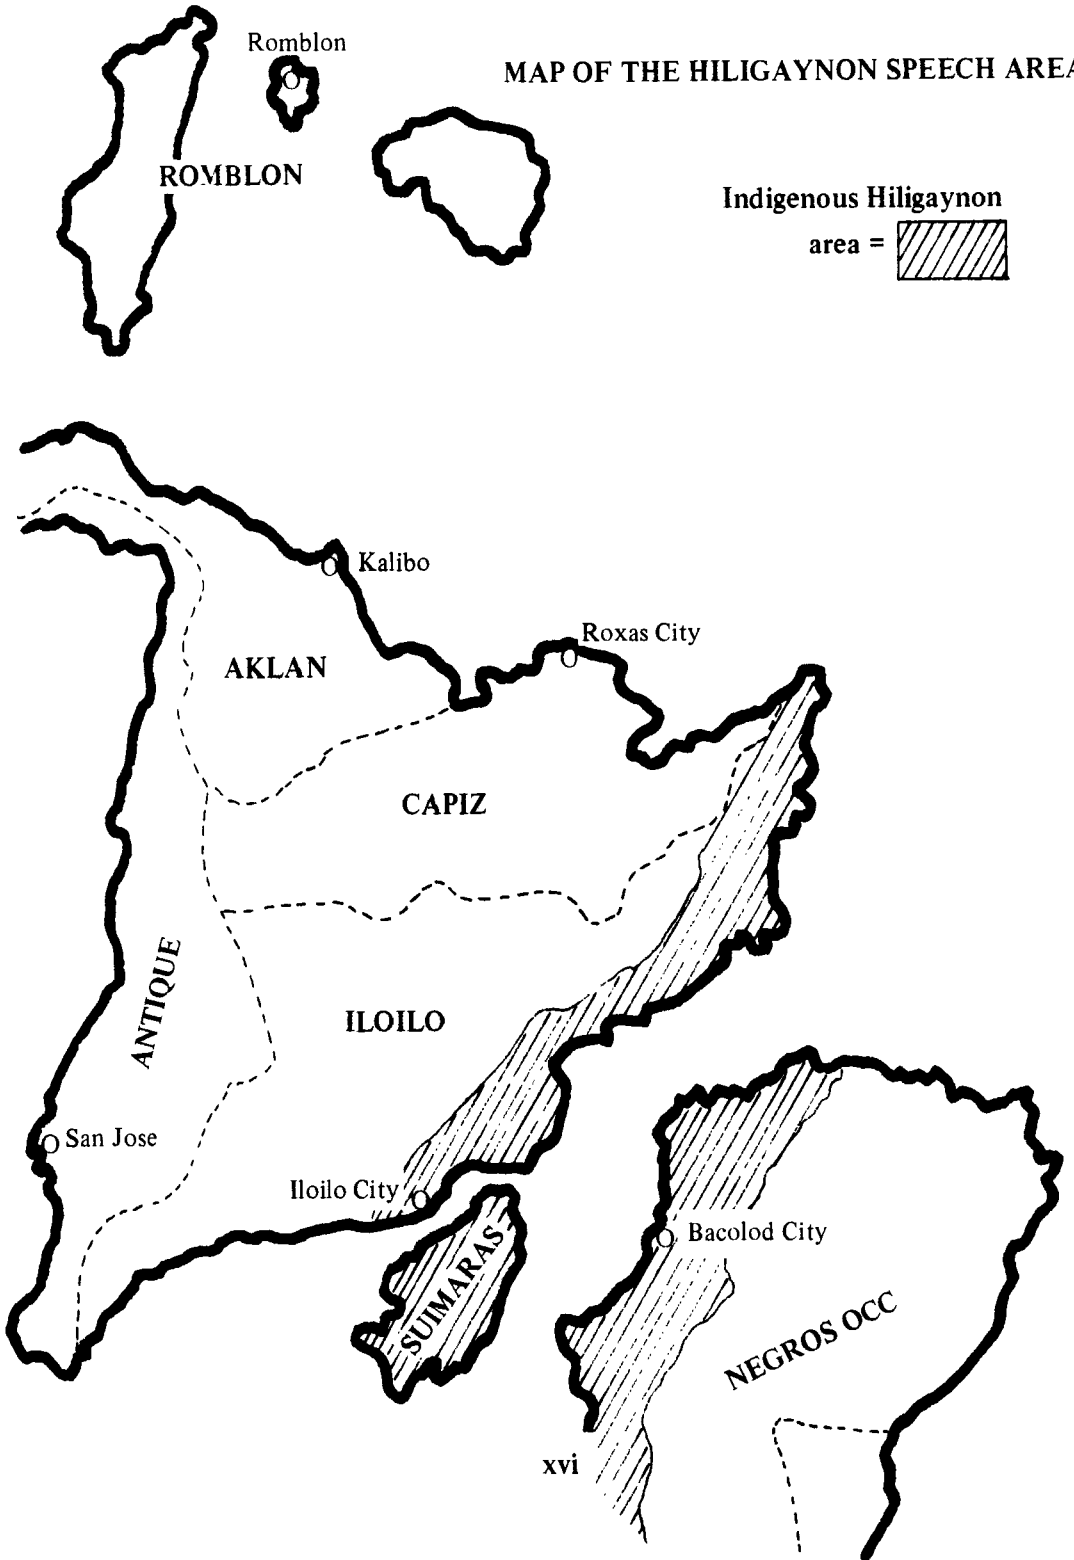 Romblon
MAP OF THE HILIGAYNON SPEECH AREA
ROMBLON
Indigenous Hiligaynon
area =
Kalibo
Roxas City
AKLAN
CAPIZ
ANTIQUE
ILOILO
San Jose
Iloilo City
Bacolod City
SUIMARAS
NEGROS OCC
xvi